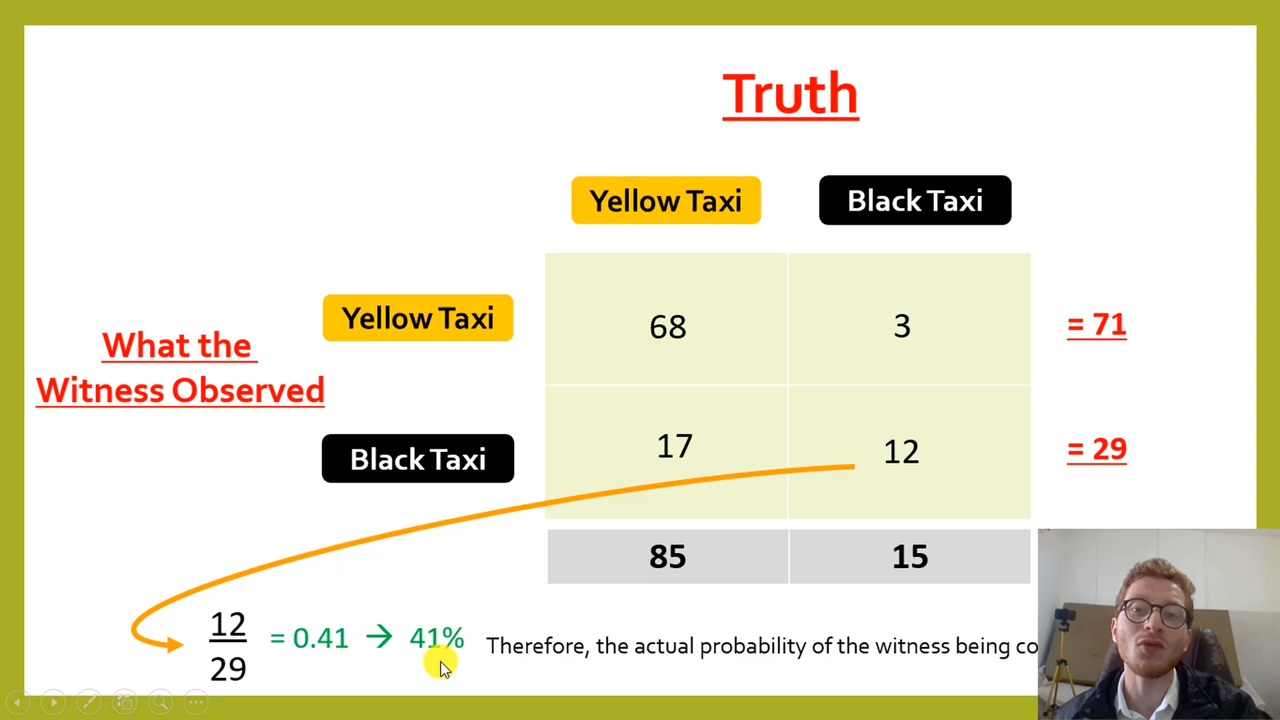 Truth
Yellow Taxi Black Taxi
Yellow Taxi 68 3 = 71
What the
Witness Observed
Black Taxi 17 12 = 29
85 15
12
29
= 0.41 → 41% Therefore, the actual probability of the witness being co